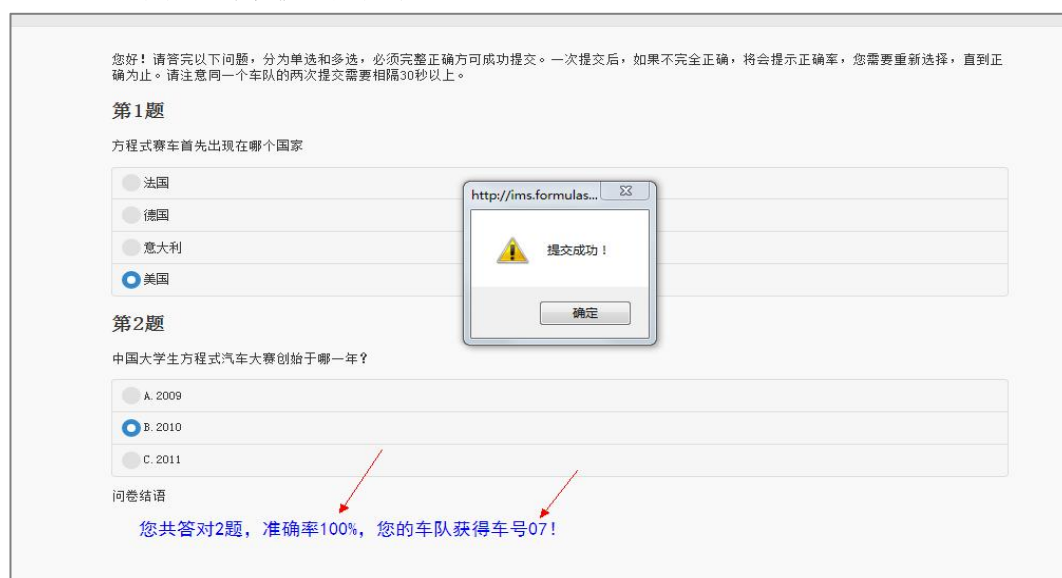 您好！请答完以下问题，分为单选和多选，必须完整正确方可成功提交。一次提交后，如果不完全正确，将会提示正确率，您需要重新选择，直到正
确为止。请注意同一个车队的两次提交需要相隔30秒以上。
第1题
方程式赛车首先出现在哪个国家
法国
德国
意大利
美国
http://ims.formulas...
提交成功！
确定
第2题
中国大学生方程式汽车大赛创始于哪一年？
A. 2009
B. 2010
C. 2011
问卷结语
您共答对2题，准确率100%，您的车队获得车号07！